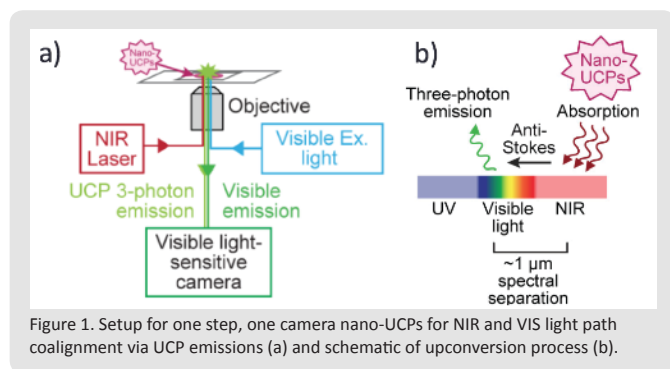 a)
Nano-
UCPs
Objective
NIR
Laser
Visible Ex.
light
UCP 3-photon
emission
Visible
emission
Visible light-
sensitive
camera
b)
Nano-
UCPs
Three-photon
emission
Absorption
Anti-
Stokes
UV
Visible
light
NIR
~1 μm
spectral
separation
Figure 1. Setup for one step, one camera nano-UCPs for NIR and VIS light path
coalignment via UCP emissions (a) and schematic of upconversion process (b).